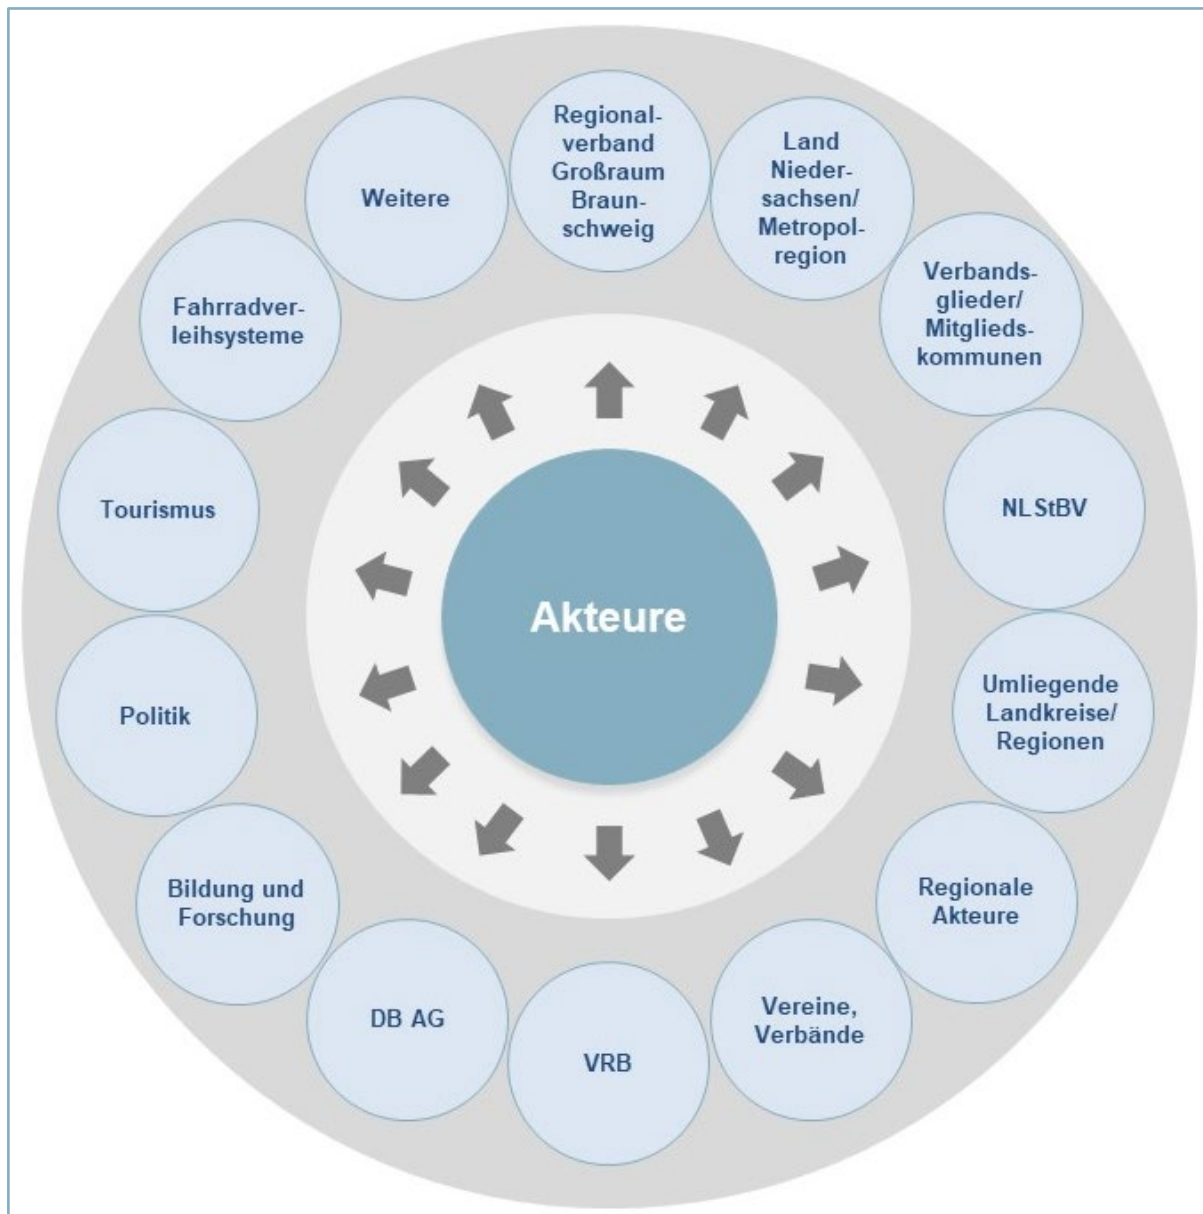 Regional-
verband
Großraum
Braun-
schweig
Land
Nieder-
sachsen/
Metropol-
region
Verbands-
glieder/
Mitglieds-
kommunen
NLStBV
Umliegende
Landkreise/
Regionen
Regionale
Akteure
Vereine,
Verbände
VRB
DB AG
Bildung und
Forschung
Politik
Tourismus
Fahrradver-
leihsysteme
Weitere
Akteure